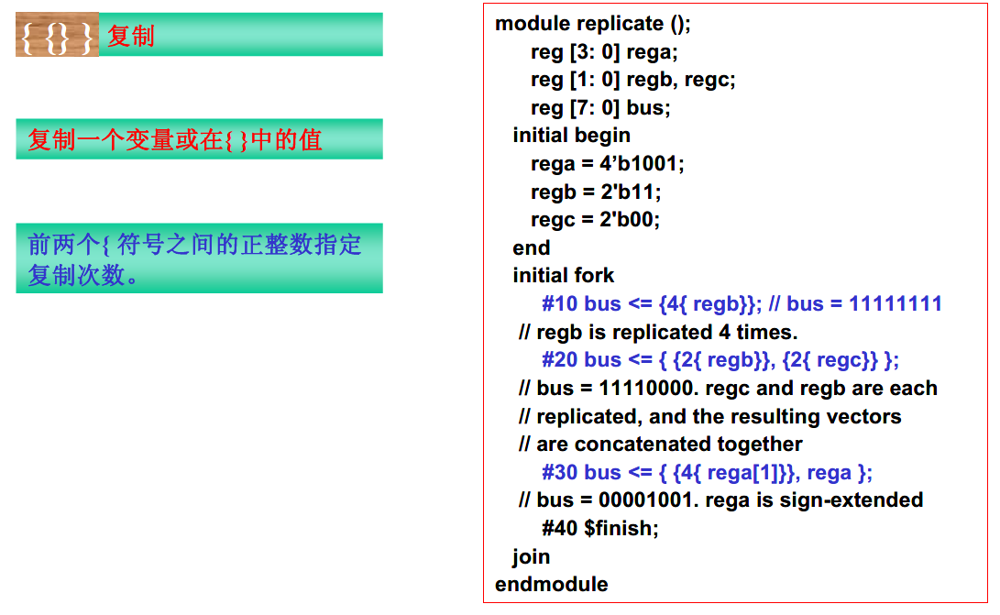 { {} } 复制
复制一个变量或在{ }中的值
前两个{ 符号之间的正整数指定
复制次数。
module replicate ();
reg [3: 0] rega;
reg [1: 0] regb, regc;
reg [7: 0] bus;
initial begin
rega = 4’b1001;
regb = 2'b11;
regc = 2'b00;
end
initial fork
#10 bus <= {4{ regb}}; // bus = 11111111
// regb is replicated 4 times.
#20 bus <= { {2{ regb}}, {2{ regc}} };
// bus = 11110000. regc and regb are each
// replicated, and the resulting vectors
// are concatenated together
#30 bus <= { {4{ rega[1]}}, rega };
// bus = 00001001. rega is sign-extended
#40 $finish;
join
endmodule